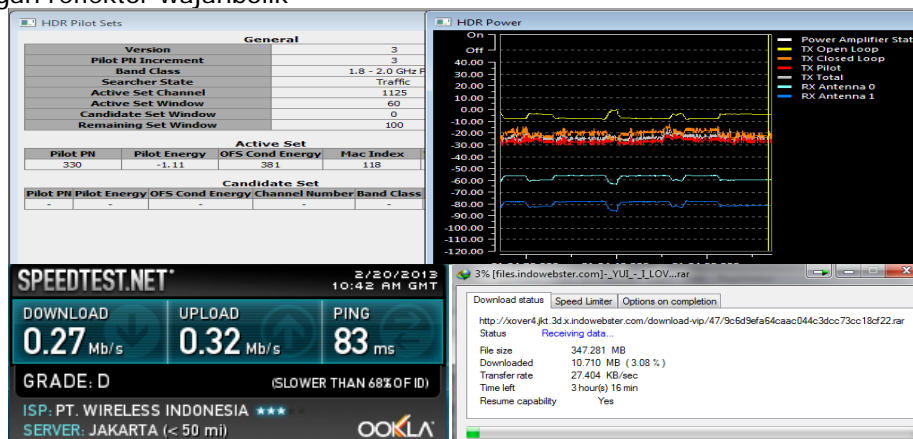 gan reflektor wajanbolik
HDR Pilot Sets
General
Version 3
Pilot PN Increment 3
Band Class 1.8 - 2.0 GHz P
Searcher State Traffic
Active Set Channel 1125
Active Set Window 60
Candidate Set Window 0
Remaining Set Window 100
Active Set
Pilot PN Pilot Energy OFS Cond Energy Mac Index
330 -1.11 381 118
Candidate Set
Pilot PN Pilot Energy OFS Cond Energy Channel Number Band Class
- - - - -
HDR Power
On
Off
40.00
30.00
20.00
10.00
0.00
-10.00
-20.00
-30.00
-40.00
-50.00
-60.00
-70.00
-80.00
-90.00
-100.00
-110.00
-120.00
Power Amplifier Stat
TX Open Loop
TX Closed Loop
TX Pilot
TX Total
RX Antenna 0
RX Antenna 1
SPEEDTEST.NET
2/20/2013
10:42 AM GMT
DOWNLOAD
0.27 Mb/s
UPLOAD
0.32 Mb/s
PING
83 ms
GRADE: D (SLOWER THAN 68% OF ID)
ISP: PT. WIRELESS INDONESIA ★★★
SERVER: JAKARTA (< 50 mi)
OOKLA
3% [files.indowebster.com]-_YUI_-_I_LOV...rar
Download status Speed Limiter Options on completion
http://xover4.jkt.3d.x.indowebster.com/download-vip/47/9c6d9efa64caac044c3dcc73cc18cf22.rar
Status Receiving data...
File size 347.281 MB
Downloaded 10.710 MB ( 3.08 % )
Transfer rate 27.404 KB/sec
Time left 3 hour(s) 16 min
Resume capability Yes